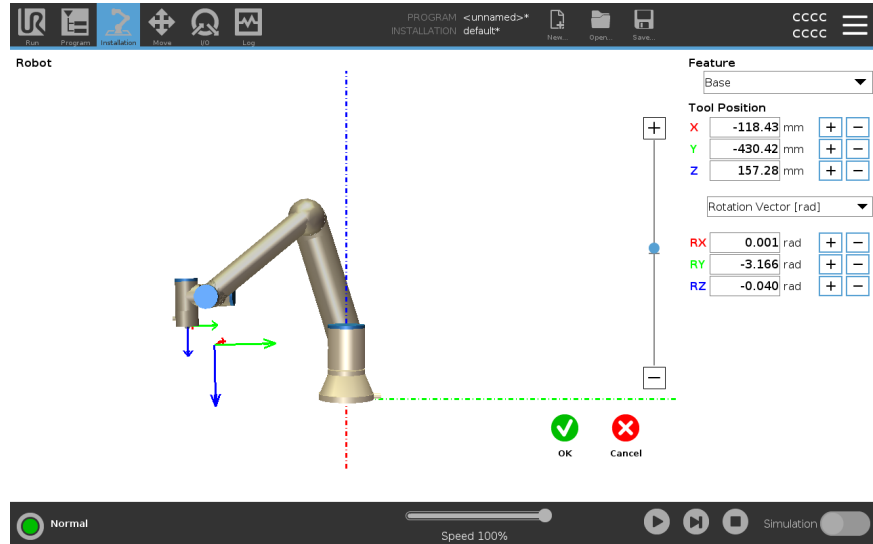 PROGRAM <unnamed>*
INSTALLATION default*
Run
Program
Installation
Move
I/O
Log
New...
Open...
Save...
CCCC
CCCC
Robot
Feature
Base
Tool Position
X -118.43 mm + −
Y -430.42 mm + −
Z 157.28 mm + −
Rotation Vector [rad]
RX 0.001 rad + −
RY -3.166 rad + −
RZ -0.040 rad + −
+
−
OK
Cancel
Normal
Speed 100%
Simulation